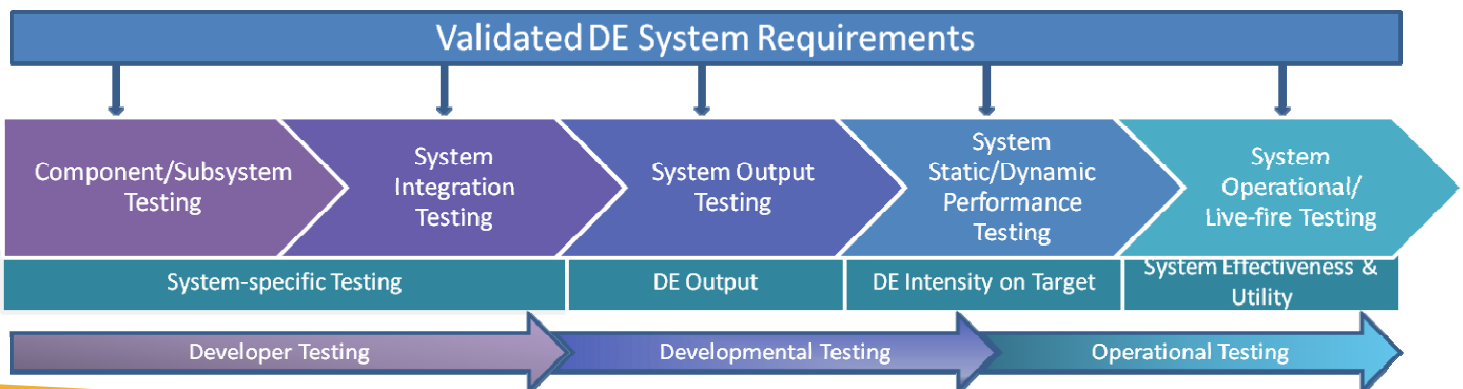 Validated DE System Requirements
Component/Subsystem
Testing
System
Integration
Testing
System Output
Testing
System
Static/Dynamic
Performance
Testing
System
Operational/
Live-fire Testing
System-specific Testing
DE Output
DE Intensity on Target
System Effectiveness &
Utility
Developer Testing
Developmental Testing
Operational Testing